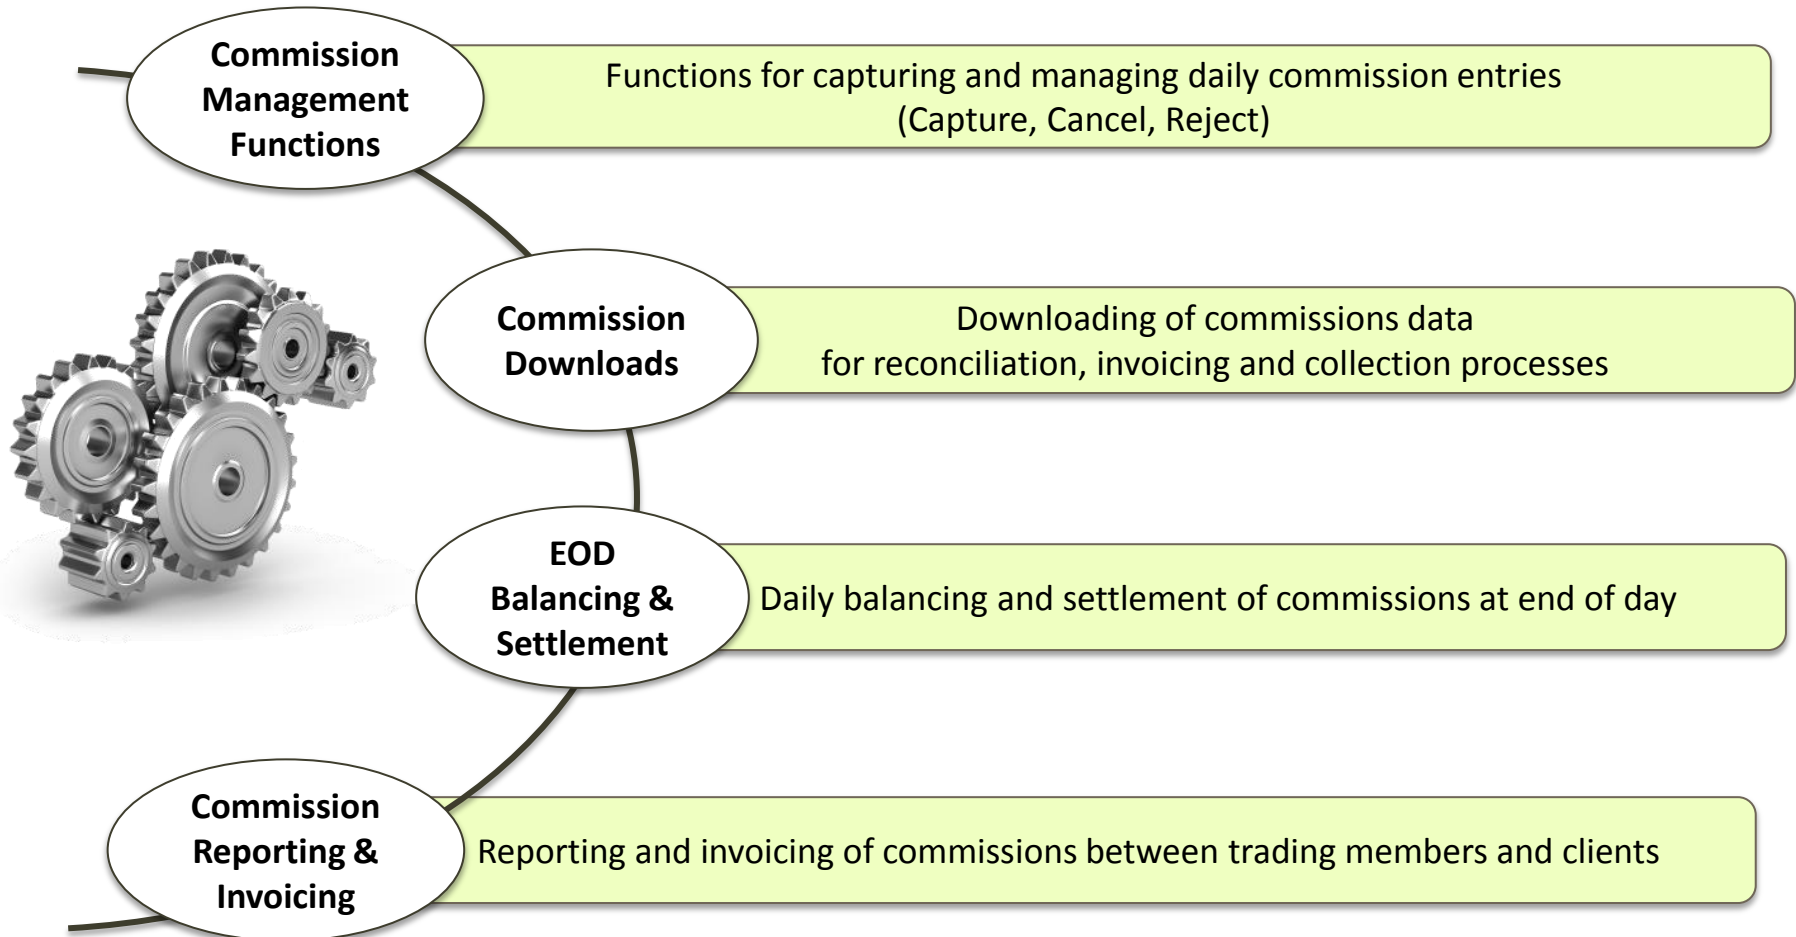 Commission
Management
Functions
Functions for capturing and managing daily commission entries
(Capture, Cancel, Reject)
Commission
Downloads
Downloading of commissions data
for reconciliation, invoicing and collection processes
EOD
Balancing &
Settlement
Daily balancing and settlement of commissions at end of day
Commission
Reporting &
Invoicing
Reporting and invoicing of commissions between trading members and clients